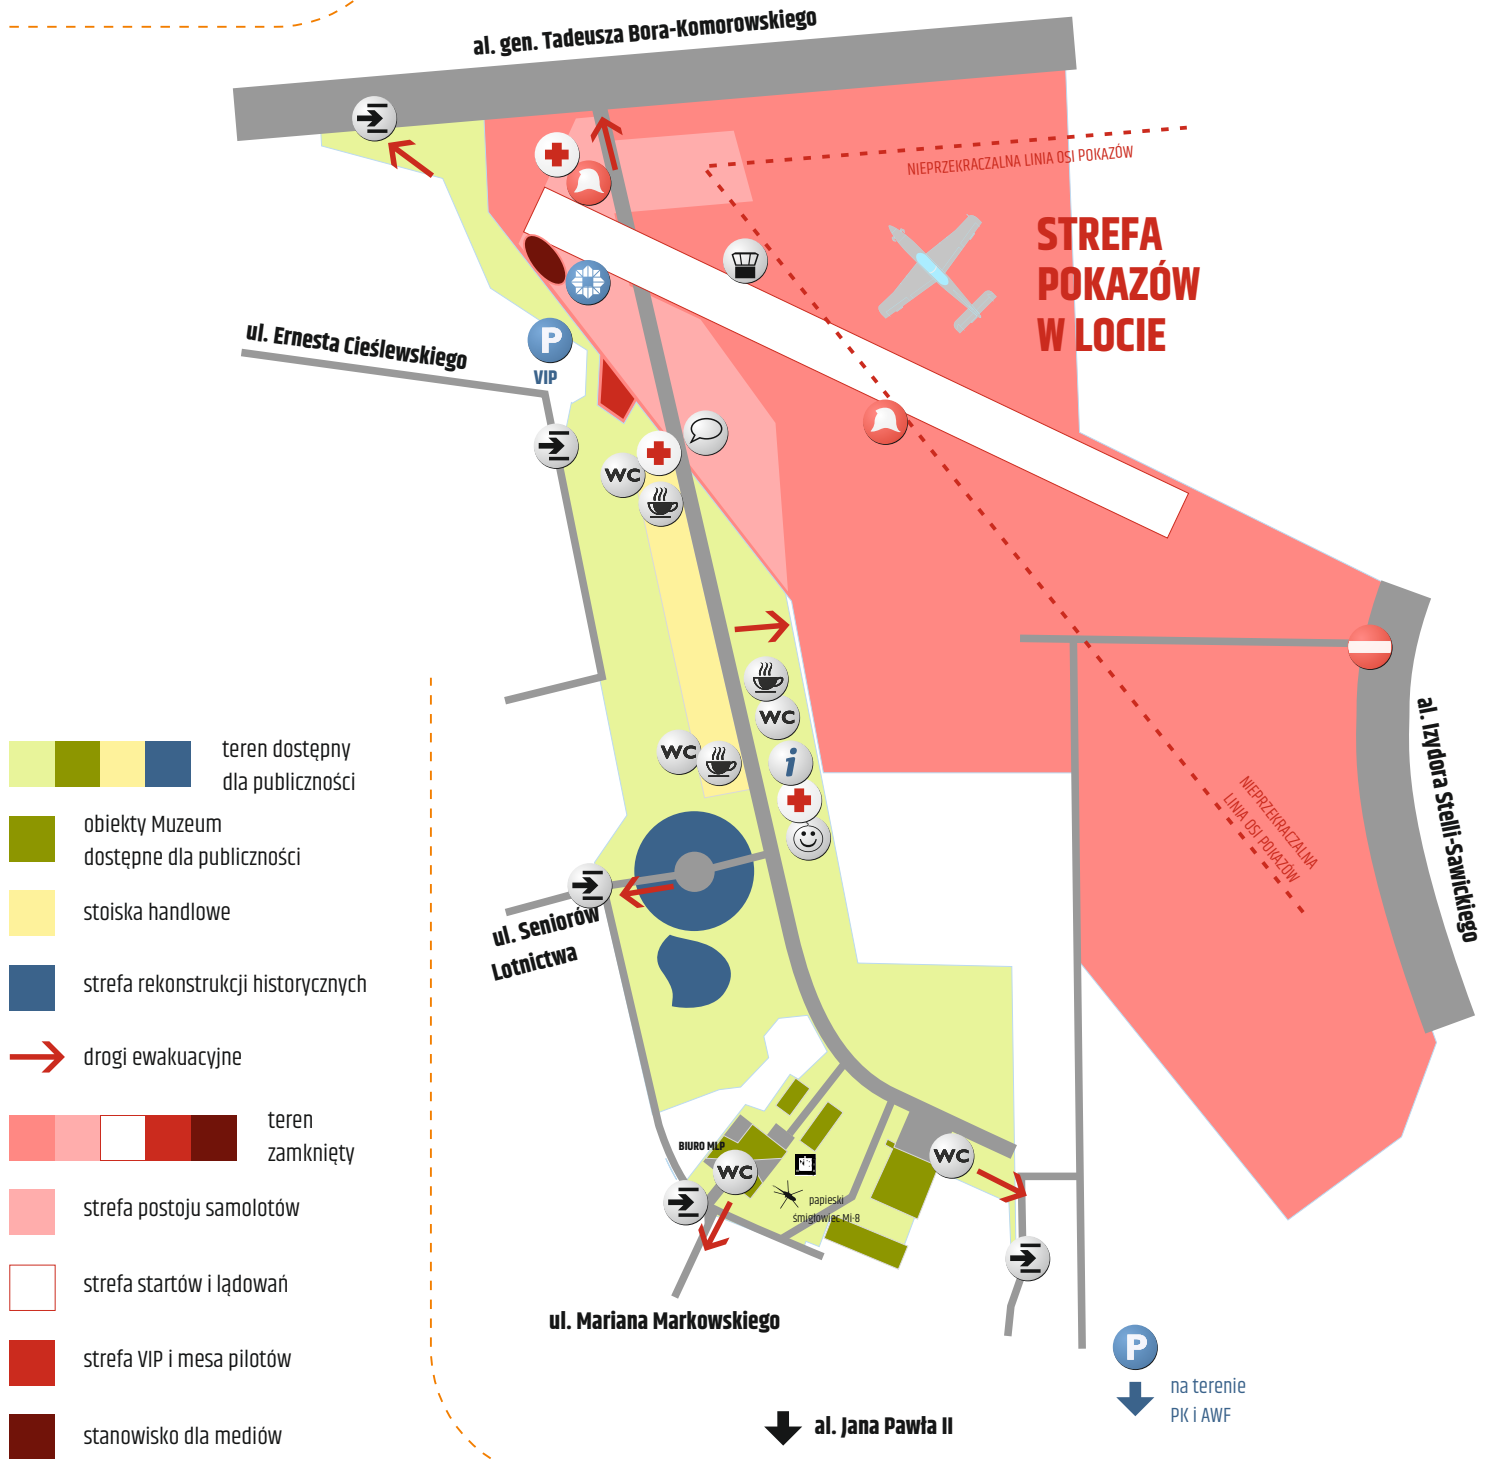 al. gen. Tadeusza Bora-Komorowskiego
NIEPRZEKRACZALNA LINIA OSI POKAZÓW
STREFA
POKAZÓW
W LOCIE
ul. Ernesta Cieślewskiego
P
VIP
WC
WC
WC
i
NIEPRZEKRACZALNA
LINIA OSI POKAZÓW
al. Izydora Stelli-Sawickiego
ul. Seniorów
Lotnictwa
BIURO MLP
WC
WC
papieski
śmigłowiec Mi-8
ul. Mariana Markowskiego
P
na terenie
PK i AWF
al. Jana Pawła II
teren dostępny
dla publiczności
obiekty Muzeum
dostępne dla publiczności
stoiska handlowe
strefa rekonstrukcji historycznych
drogi ewakuacyjne
teren
zamknięty
strefa postoju samolotów
strefa startów i lądowań
strefa VIP i mesa pilotów
stanowisko dla mediów